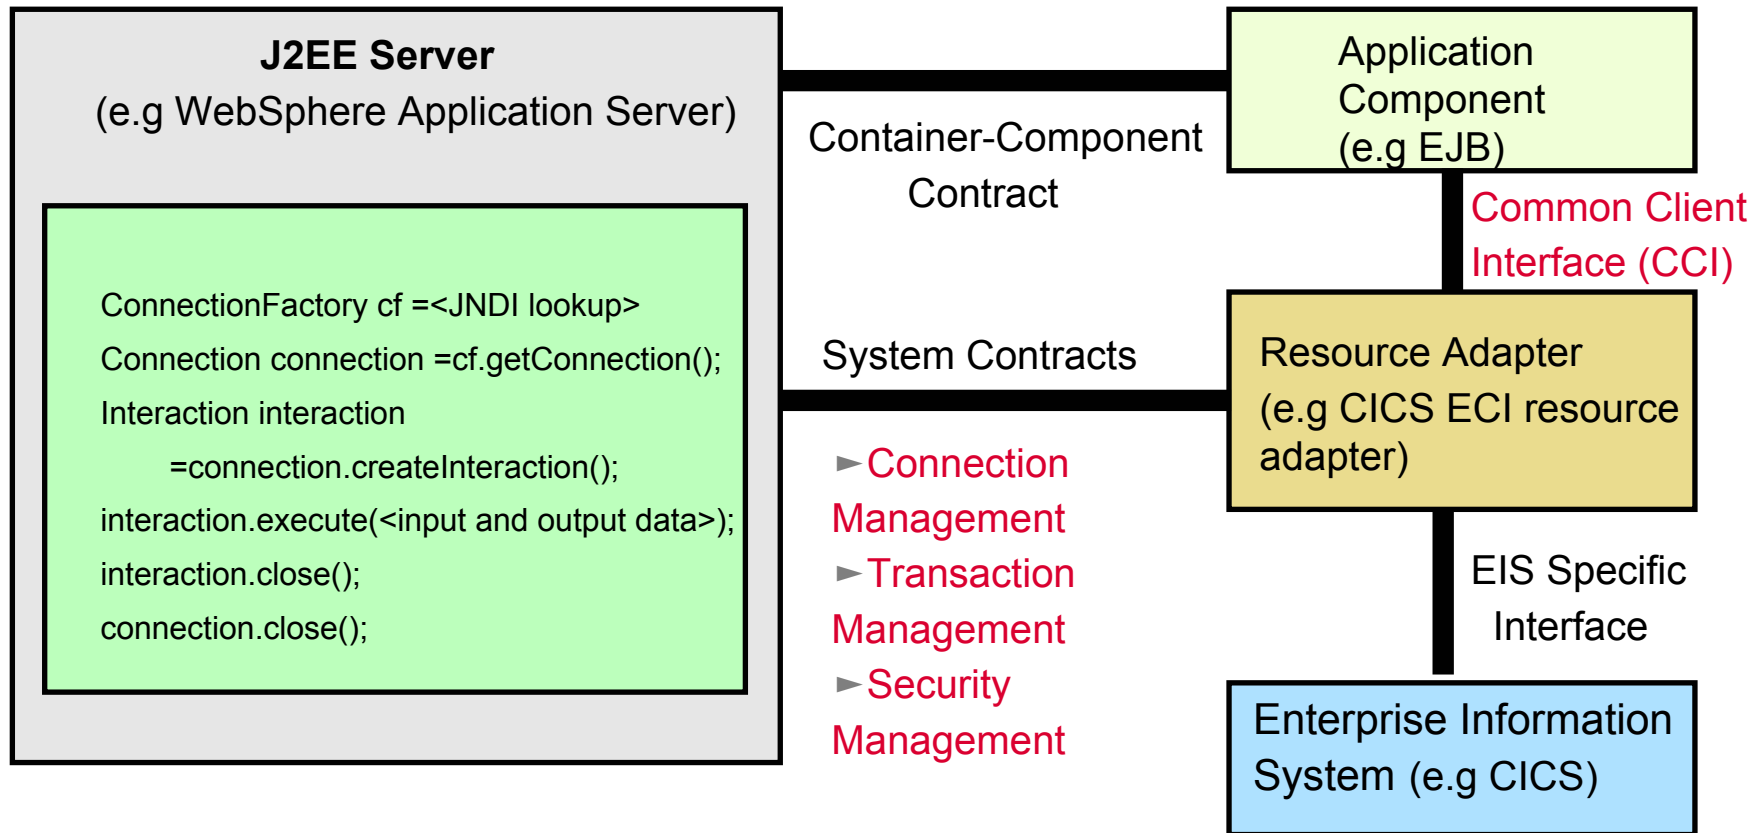 J2EE Server
(e.g WebSphere Application Server)
ConnectionFactory cf =<JNDI lookup>
Connection connection =cf.getConnection();
Interaction interaction
=connection.createInteraction();
interaction.execute(<input and output data>);
interaction.close();
connection.close();
Container-Component
Contract
System Contracts
►Connection
Management
►Transaction
Management
►Security
Management
Application
Component
(e.g EJB)
Common Client
Interface (CCI)
Resource Adapter
(e.g CICS ECI resource
adapter)
EIS Specific
Interface
Enterprise Information
System (e.g CICS)